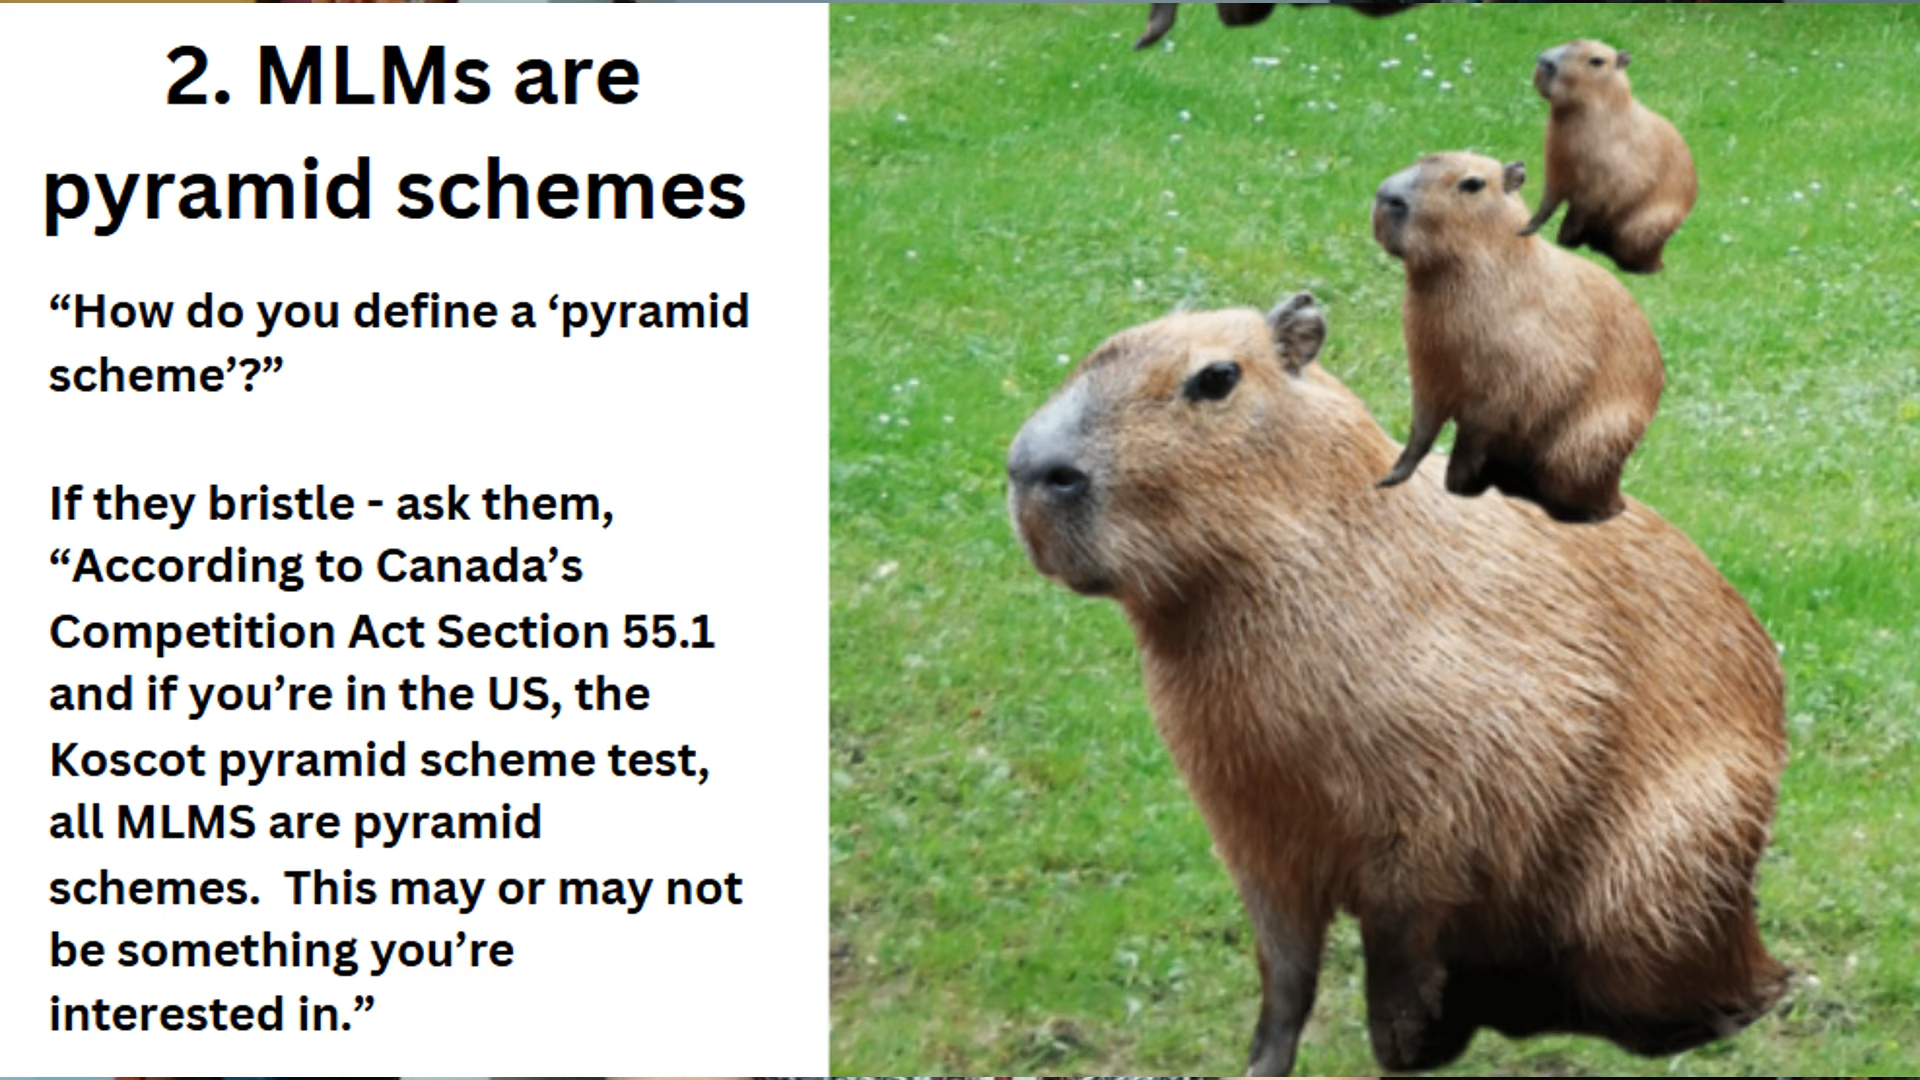 2. MLMs are
pyramid schemes
“How do you define a ‘pyramid
scheme’?”
If they bristle - ask them,
“According to Canada’s
Competition Act Section 55.1
and if you’re in the US, the
Koscot pyramid scheme test,
all MLMS are pyramid
schemes.  This may or may not
be something you’re
interested in.”